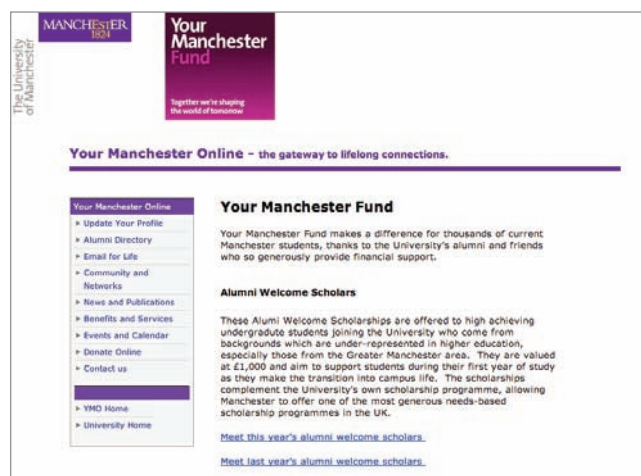 The University
of Manchester
MANCHESTER
1824
Your
Manchester
Fund
Together we're shaping
the world of tomorrow
Your Manchester Online – the gateway to lifelong connections.
Your Manchester Online
Update Your Profile
Alumni Directory
Email for Life
Community and
Networks
News and Publications
Benefits and Services
Events and Calendar
Donate Online
Contact us
YMO Home
University Home
Your Manchester Fund
Your Manchester Fund makes a difference for thousands of current
Manchester students, thanks to the University's alumni and friends
who so generously provide financial support.
Alumni Welcome Scholars
These Alumi Welcome Scholarships are offered to high achieving
undergraduate students joining the University who come from
backgrounds which are under-represented in higher education,
especially those from the Greater Manchester area. They are valued
at £1,000 and aim to support students during their first year of study
as they make the transition into campus life. The scholarships
complement the University's own scholarship programme, allowing
Manchester to offer one of the most generous needs-based
scholarship programmes in the UK.
Meet this year's alumni welcome scholars
Meet last year's alumni welcome scholars